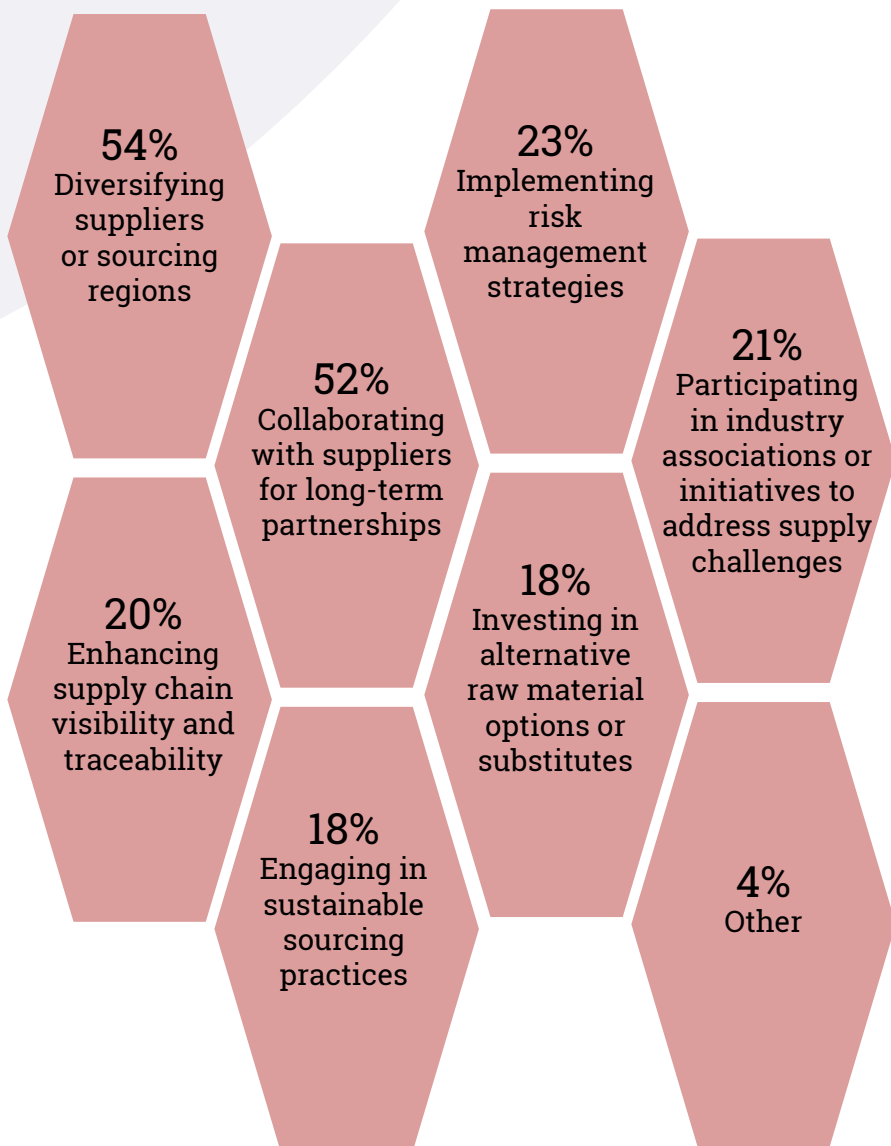 54%
Diversifying
suppliers
or sourcing
regions
52%
Collaborating
with suppliers
for long-term
partnerships
23%
Implementing
risk
management
strategies
21%
Participating
in industry
associations or
initiatives to
address supply
challenges
20%
Enhancing
supply chain
visibility and
traceability
18%
Engaging in
sustainable
sourcing
practices
18%
Investing in
alternative
raw material
options or
substitutes
4%
Other